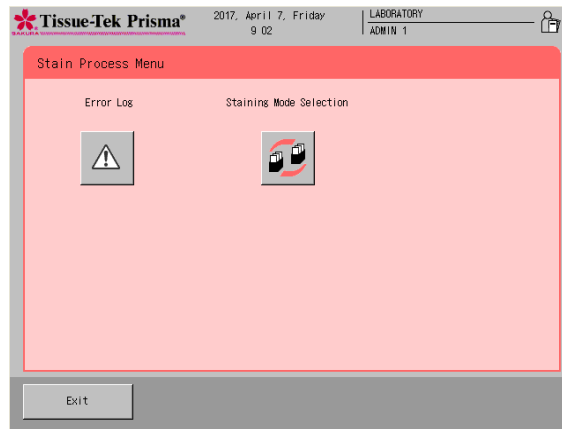 SAKURA
Tissue-Tek Prisma®
2017, April 7, Friday
9 02
LABORATORY
ADMIN 1
Stain Process Menu
Error Log
Staining Mode Selection
Exit